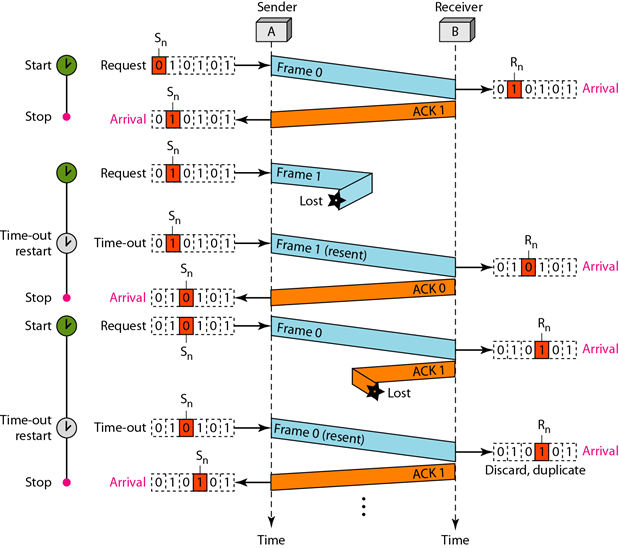 Sender Receiver
A B
Sn
Start Request 0 1 0 1 0 1 Frame 0
Rn
0 1 0 1 0 1 Arrival
Sn
Stop Arrival 0 1 0 1 0 1 ACK 1
Sn
Request 0 1 0 1 0 1 Frame 1
Lost
Sn
Time-out
restart
Time-out 0 1 0 1 0 1 Frame 1 (resent)
Rn
0 1 0 1 0 1 Arrival
Sn
Stop Arrival 0 1 0 1 0 1 ACK 0
Start Request 0 1 0 1 0 1 Frame 0
Sn
Rn
0 1 0 1 0 1 Arrival
ACK 1
Lost
Sn
Time-out
restart
Time-out 0 1 0 1 0 1 Frame 0 (resent)
Rn
0 1 0 1 0 1 Arrival
Discard, duplicate
Sn
Stop Arrival 0 1 0 1 0 1 ACK 1
Time Time